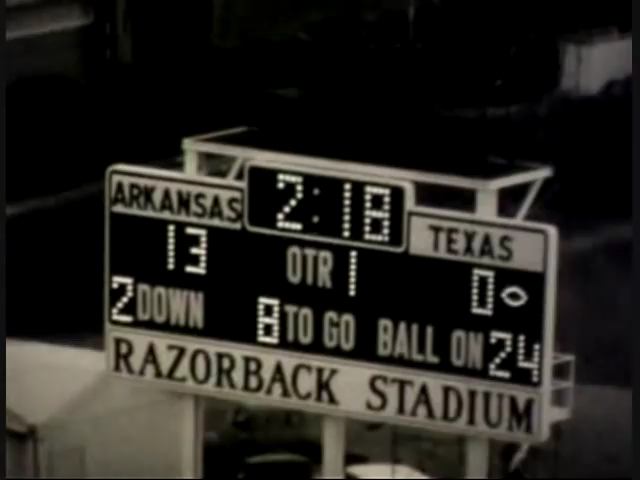 2:18
ARKANSAS TEXAS
13 QTR 1 0
2 DOWN 8 TO GO BALL ON 24
RAZORBACK STADIUM